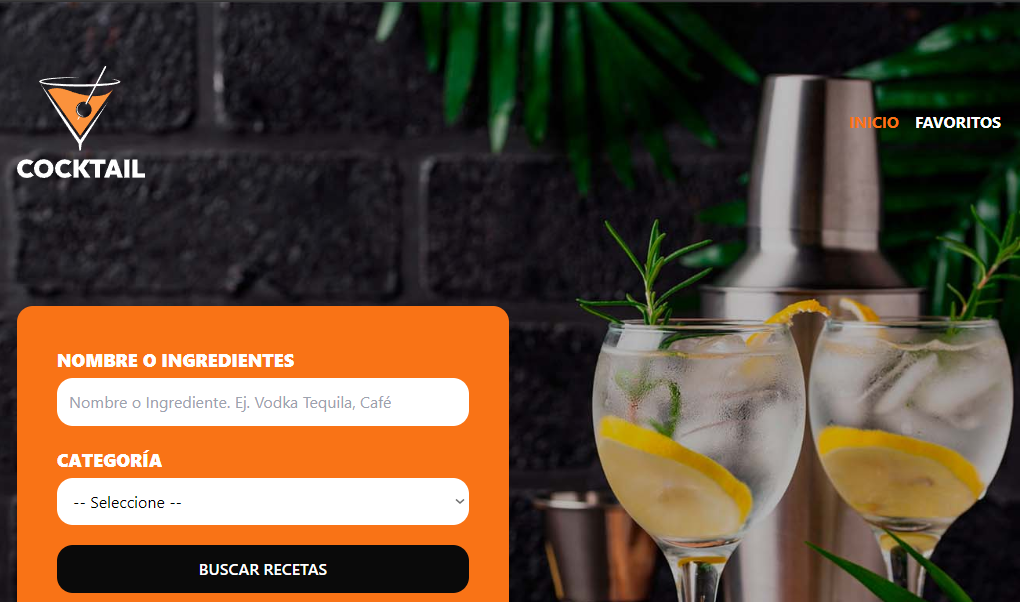 COCKTAIL
INICIO FAVORITOS
NOMBRE O INGREDIENTES
Nombre o Ingrediente. Ej. Vodka Tequila, Café
CATEGORÍA
-- Seleccione --
BUSCAR RECETAS